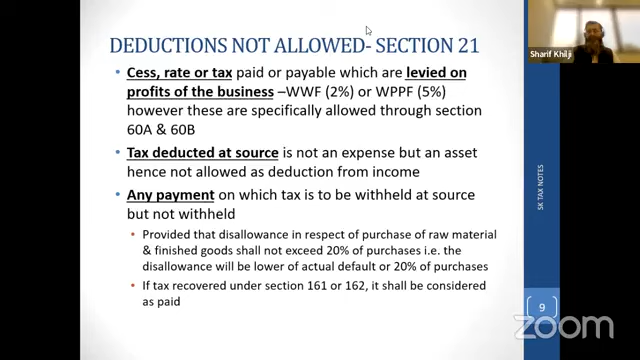 Sharif Khilji
DEDUCTIONS NOT ALLOWED- SECTION 21
• Cess, rate or tax paid or payable which are levied on
profits of the business –WWF (2%) or WPPF (5%)
however these are specifically allowed through section
60A & 60B
• Tax deducted at source is not an expense but an asset
hence not allowed as deduction from income
• Any payment on which tax is to be withheld at source
but not withheld
• Provided that disallowance in respect of purchase of raw material
& finished goods shall not exceed 20% of purchases i.e. the
disallowance will be lower of actual default or 20% of purchases
• If tax recovered under section 161 or 162, it shall be considered
as paid
SK TAX NOTES
9
zoom